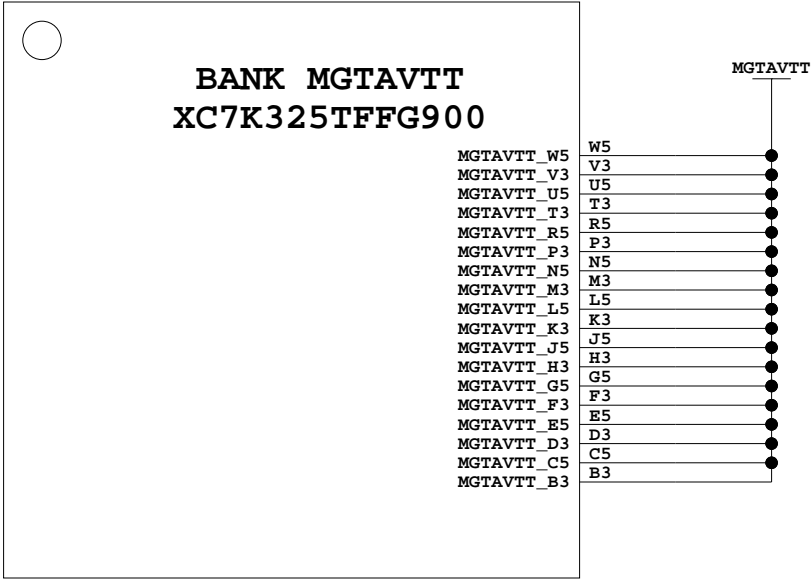 BANK MGTAVTT
XC7K325TFFG900
MGTAVTT
MGTAVTT_W5 W5
MGTAVTT_V3 V3
MGTAVTT_U5 U5
MGTAVTT_T3 T3
MGTAVTT_R5 R5
MGTAVTT_P3 P3
MGTAVTT_N5 N5
MGTAVTT_M3 M3
MGTAVTT_L5 L5
MGTAVTT_K3 K3
MGTAVTT_J5 J5
MGTAVTT_H3 H3
MGTAVTT_G5 G5
MGTAVTT_F3 F3
MGTAVTT_E5 E5
MGTAVTT_D3 D3
MGTAVTT_C5 C5
MGTAVTT_B3 B3